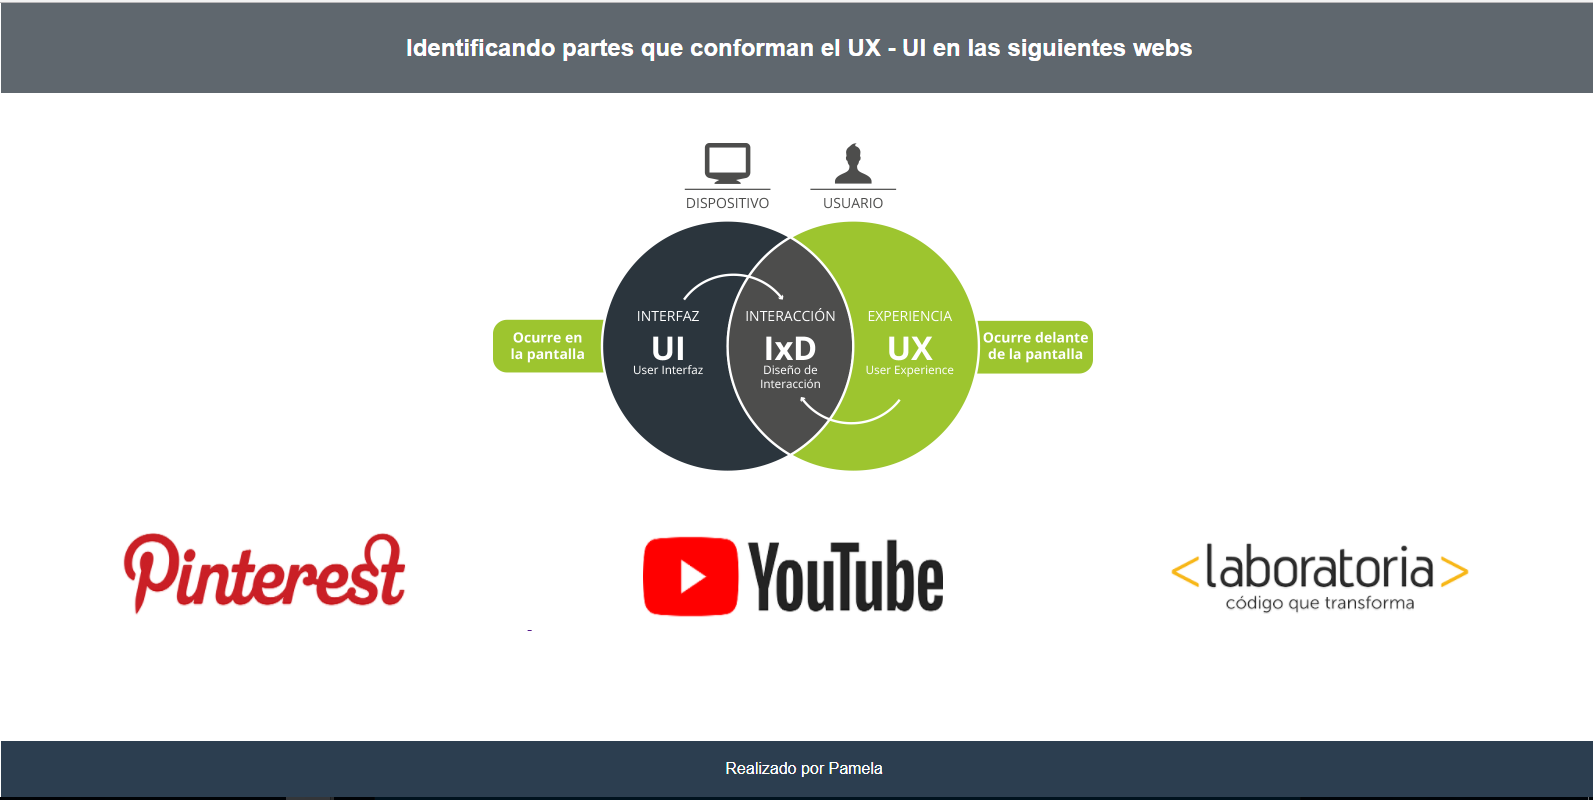 Identificando partes que conforman el UX - UI en las siguientes webs
DISPOSITIVO
USUARIO
Ocurre en
la pantalla
INTERFAZ
UI
User Interfaz
INTERACCIÓN
IxD
Diseño de
Interacción
EXPERIENCIA
UX
User Experience
Ocurre delante
de la pantalla
Pinterest
YouTube
<laboratoria>
código que transforma
Realizado por Pamela